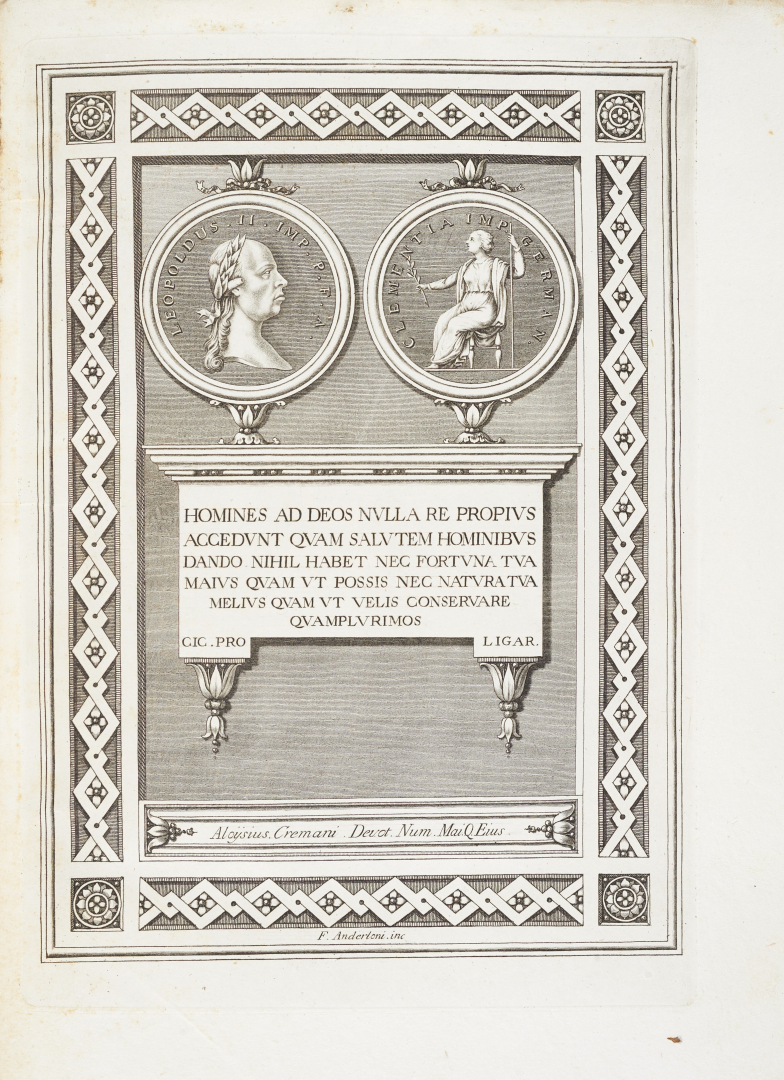 LEOPOLDUS . II . IMP. P. F. A.
CLEMENTIA IMP GERMAN.
HOMINES AD DEOS NVLLA RE PROPIVS
ACCEDVNT QVAM SALVTEM HOMINIBVS
DANDO NIHIL HABET NEC FORTVNA TVA
MAIVS QVAM VT POSSIS NEC NATVRA TVA
MELIVS QVAM VT VELIS CONSERVARE
QVAMPLVRIMOS
CIC. PRO LIGAR.
Aloysius. Cremani . Devot. Num. Mai.Q. Eius.
F. Anderloni. inc